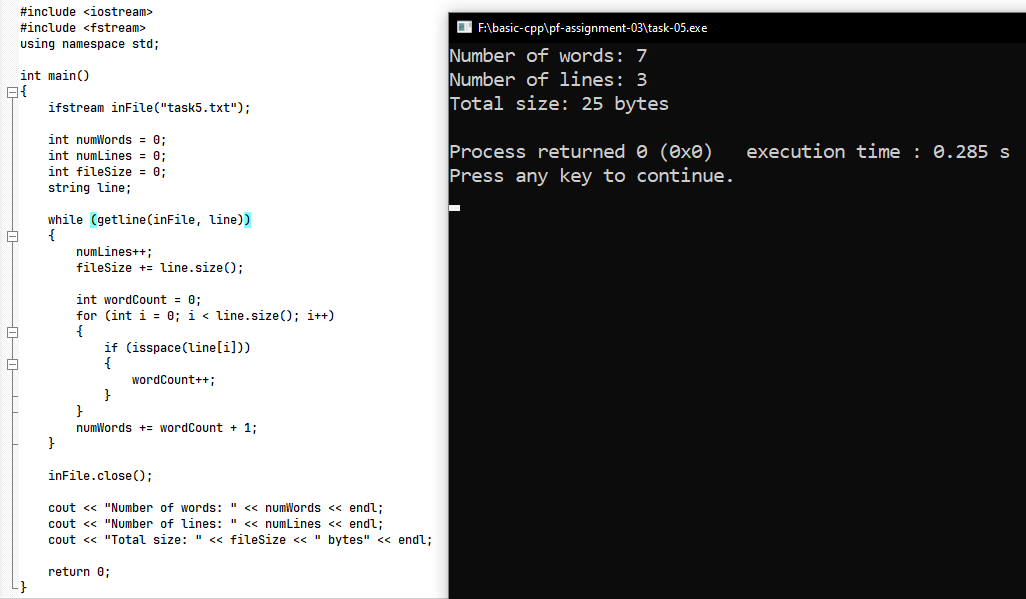 #include <iostream>
#include <fstream>
using namespace std;

int main()
{
    ifstream inFile("task5.txt");

    int numWords = 0;
    int numLines = 0;
    int fileSize = 0;
    string line;

    while (getline(inFile, line))
    {
        numLines++;
        fileSize += line.size();

        int wordCount = 0;
        for (int i = 0; i < line.size(); i++)
        {
            if (isspace(line[i]))
            {
                wordCount++;
            }
        }
        numWords += wordCount + 1;
    }

    inFile.close();

    cout << "Number of words: " << numWords << endl;
    cout << "Number of lines: " << numLines << endl;
    cout << "Total size: " << fileSize << " bytes" << endl;

    return 0;
}
F:\basic-cpp\pf-assignment-03\task-05.exe
Number of words: 7
Number of lines: 3
Total size: 25 bytes

Process returned 0 (0x0)   execution time : 0.285 s
Press any key to continue.